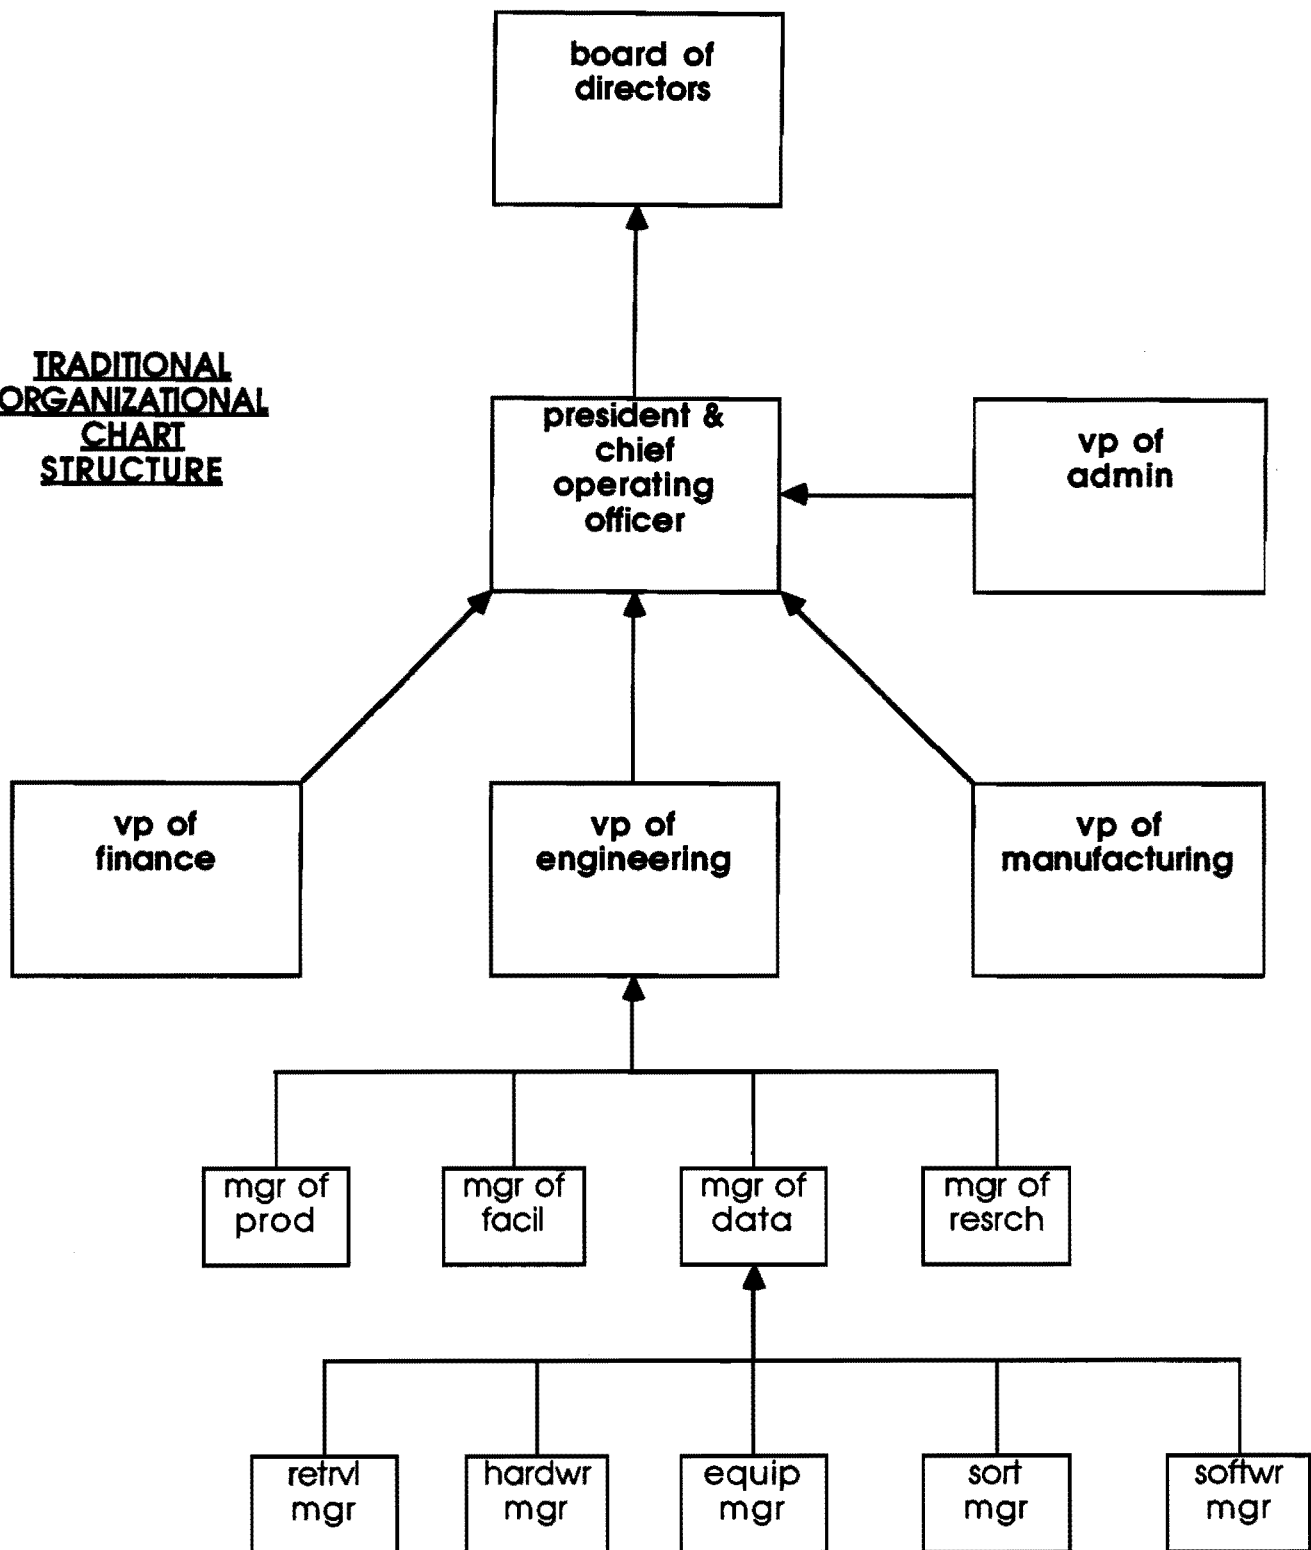 board of
directors
TRADITIONAL
ORGANIZATIONAL
CHART
STRUCTURE
president &
chief
operating
officer
vp of
admin
vp of
finance
vp of
engineering
vp of
manufacturing
mgr of
prod
mgr of
facil
mgr of
data
mgr of
resrch
retrvl
mgr
hardwr
mgr
equip
mgr
sort
mgr
softwr
mgr